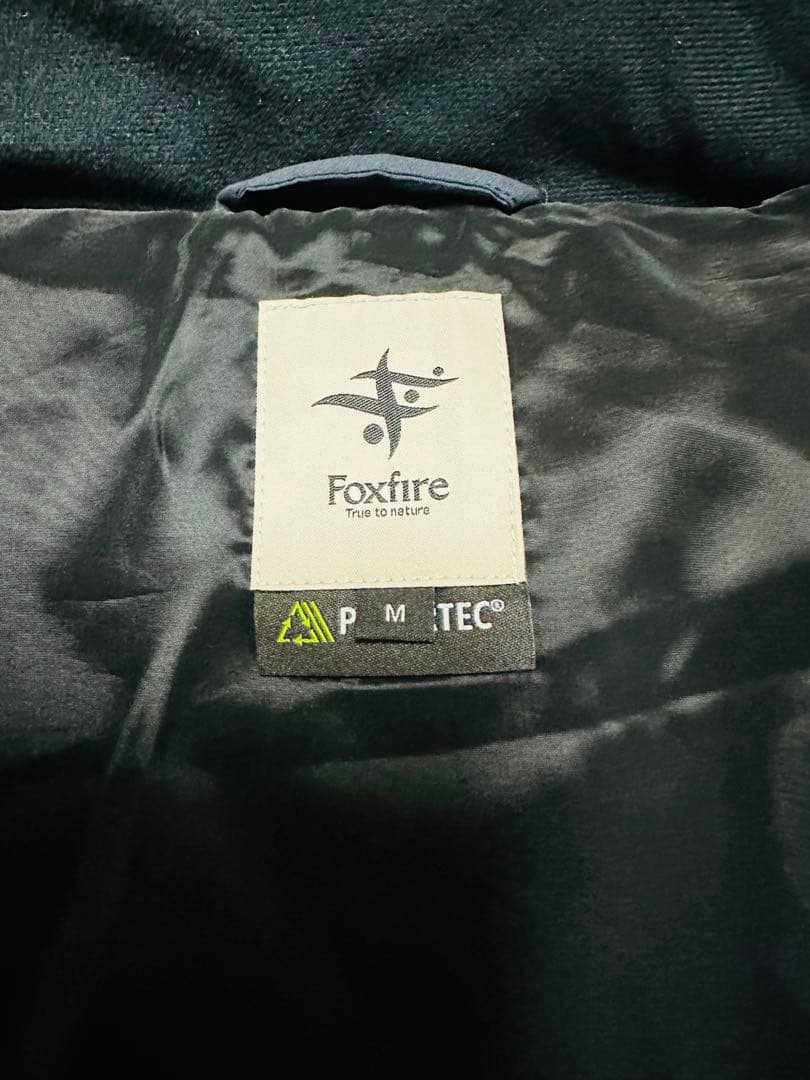 Foxfire
True to nature
M
TEC®